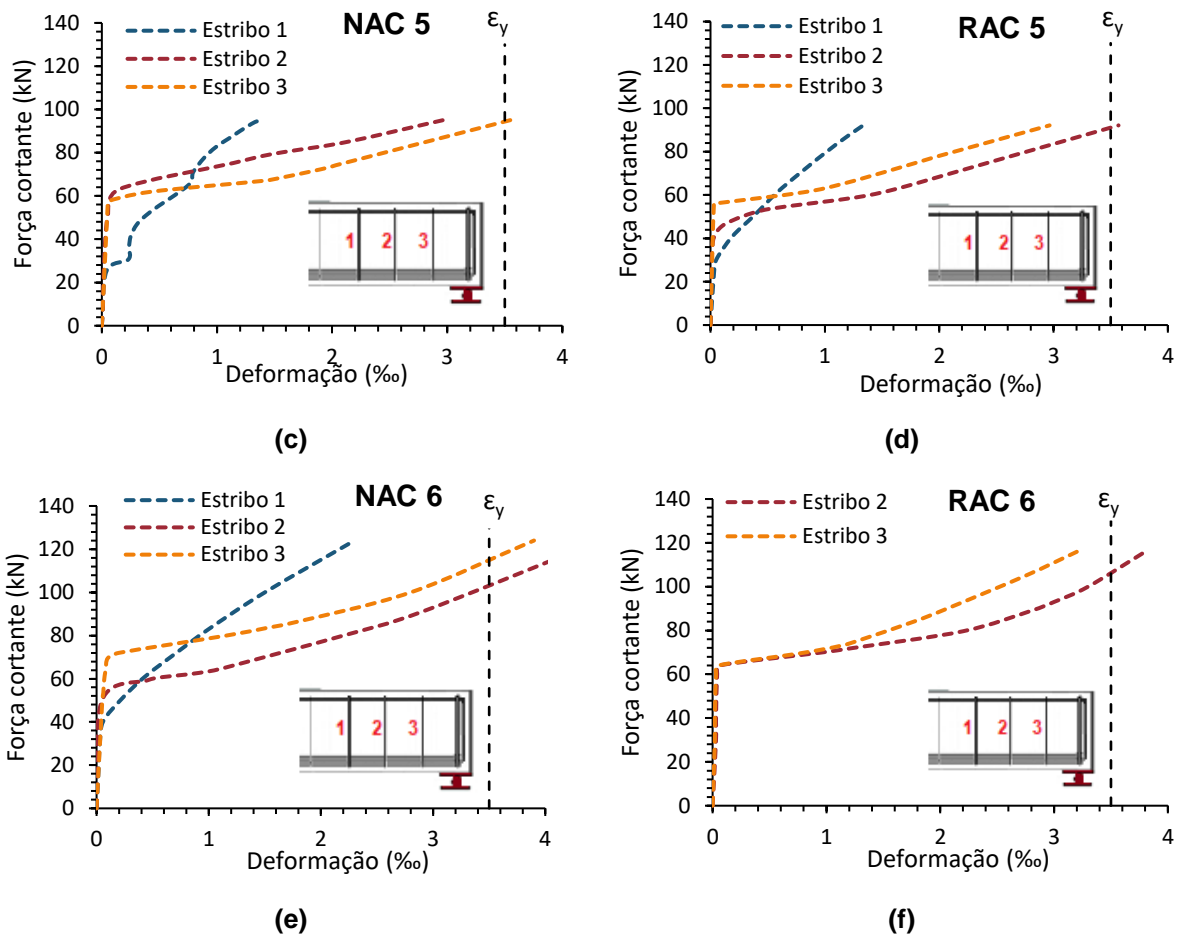 NAC 5
εy
Estribo 1
Estribo 2
Estribo 3
Força cortante (kN)
140
120
100
80
60
40
20
0
1 2 3
0 1 2 3 4
Deformação (‰)
(c)
RAC 5
εy
Estribo 1
Estribo 2
Estribo 3
Força cortante (kN)
140
120
100
80
60
40
20
0
1 2 3
0 1 2 3 4
Deformação (‰)
(d)
NAC 6
εy
Estribo 1
Estribo 2
Estribo 3
Força cortante (kN)
140
120
100
80
60
40
20
0
1 2 3
0 1 2 3 4
Deformação (‰)
(e)
RAC 6
εy
Estribo 2
Estribo 3
Força cortante (kN)
140
120
100
80
60
40
20
0
1 2 3
0 1 2 3 4
Deformação (‰)
(f)